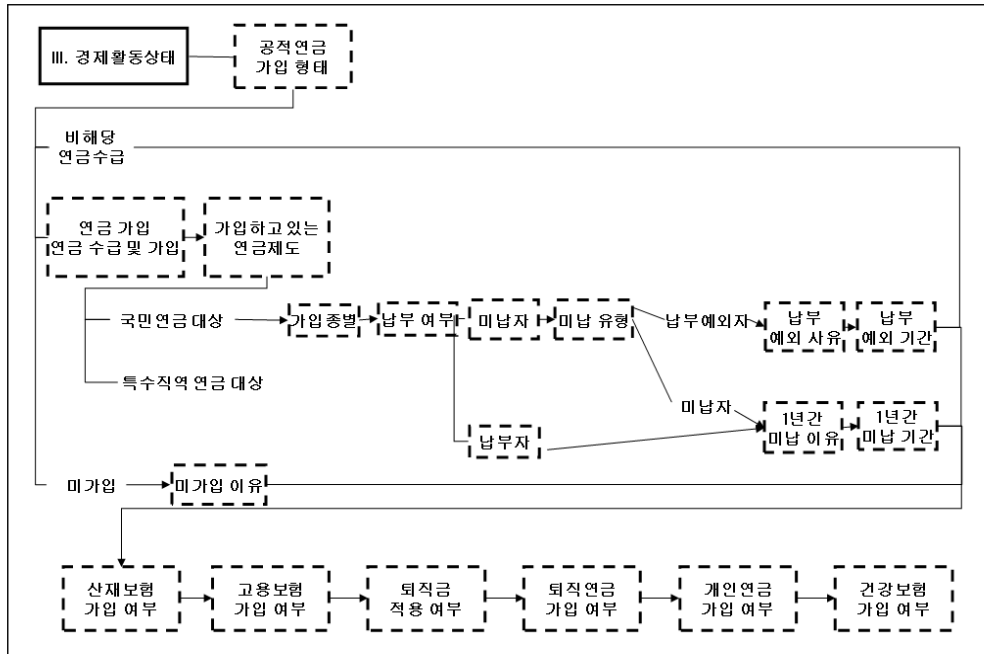 III. 경제활동상태
공적연금
가입 형태
비해당
연금수급
연금 가입
연금 수급 및 가입
가입하고 있는
연금제도
국민연금 대상
가입종별
납부 여부
미납자
미납 유형
납부예외자
납부
예외 사유
납부
예외 기간
특수직역 연금 대상
미납자
납부자
1년간
미납 이유
1년간
미납 기간
미가입
미가입 이유
산재보험
가입 여부
고용보험
가입 여부
퇴직금
적용 여부
퇴직연금
가입 여부
개인연금
가입 여부
건강보험
가입 여부